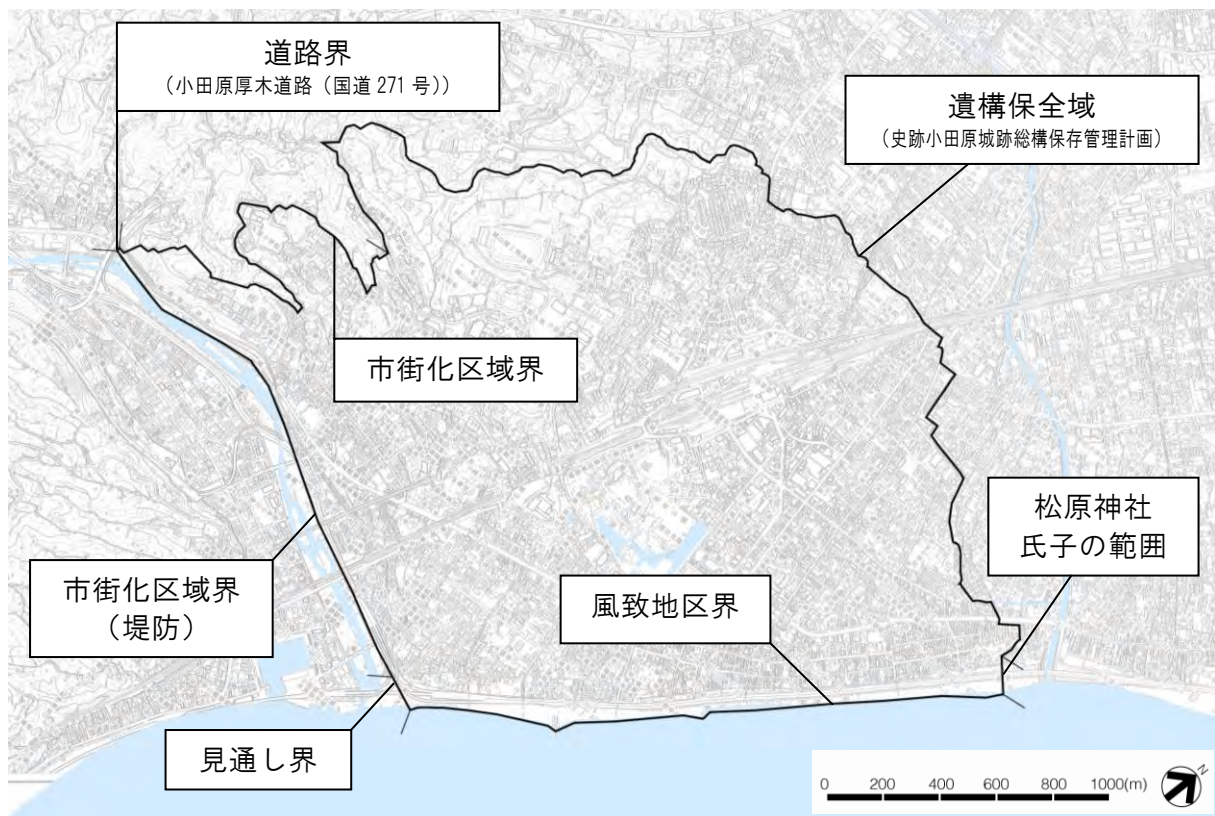 道路界
（小田原厚木道路（国道 271 号））
遺構保全域
（史跡小田原城跡総構保存管理計画）
市街化区域界
松原神社
氏子の範囲
市街化区域界
（堤防）
風致地区界
見通し界
0 200 400 600 800 1000(m)
N